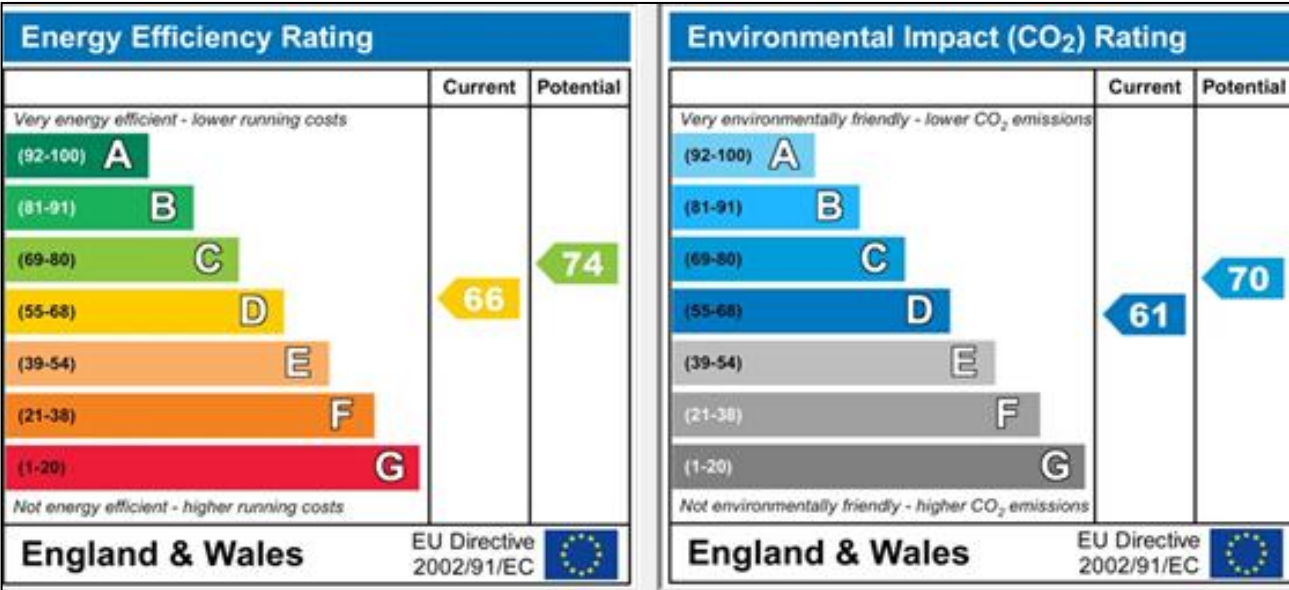 Energy Efficiency Rating
Current Potential
Very energy efficient - lower running costs
(92-100) A
(81-91) B
(69-80) C
74
(55-68) D
66
(39-54) E
(21-38) F
(1-20) G
Not energy efficient - higher running costs
England & Wales
EU Directive
2002/91/EC
Environmental Impact (CO₂) Rating
Current Potential
Very environmentally friendly - lower CO₂ emissions
(92-100) A
(81-91) B
(69-80) C
70
(55-68) D
61
(39-54) E
(21-38) F
(1-20) G
Not environmentally friendly - higher CO₂ emissions
England & Wales
EU Directive
2002/91/EC